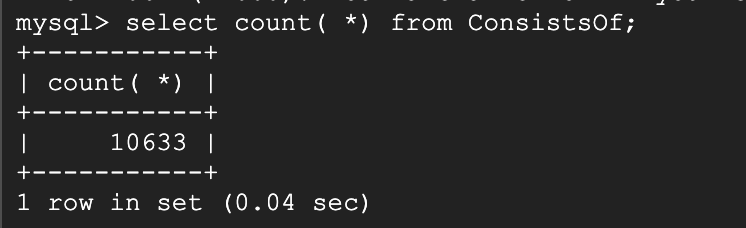 mysql> select count( *) from ConsistsOf;
+-----------+
| count( *) |
+-----------+
|     10633 |
+-----------+
1 row in set (0.04 sec)